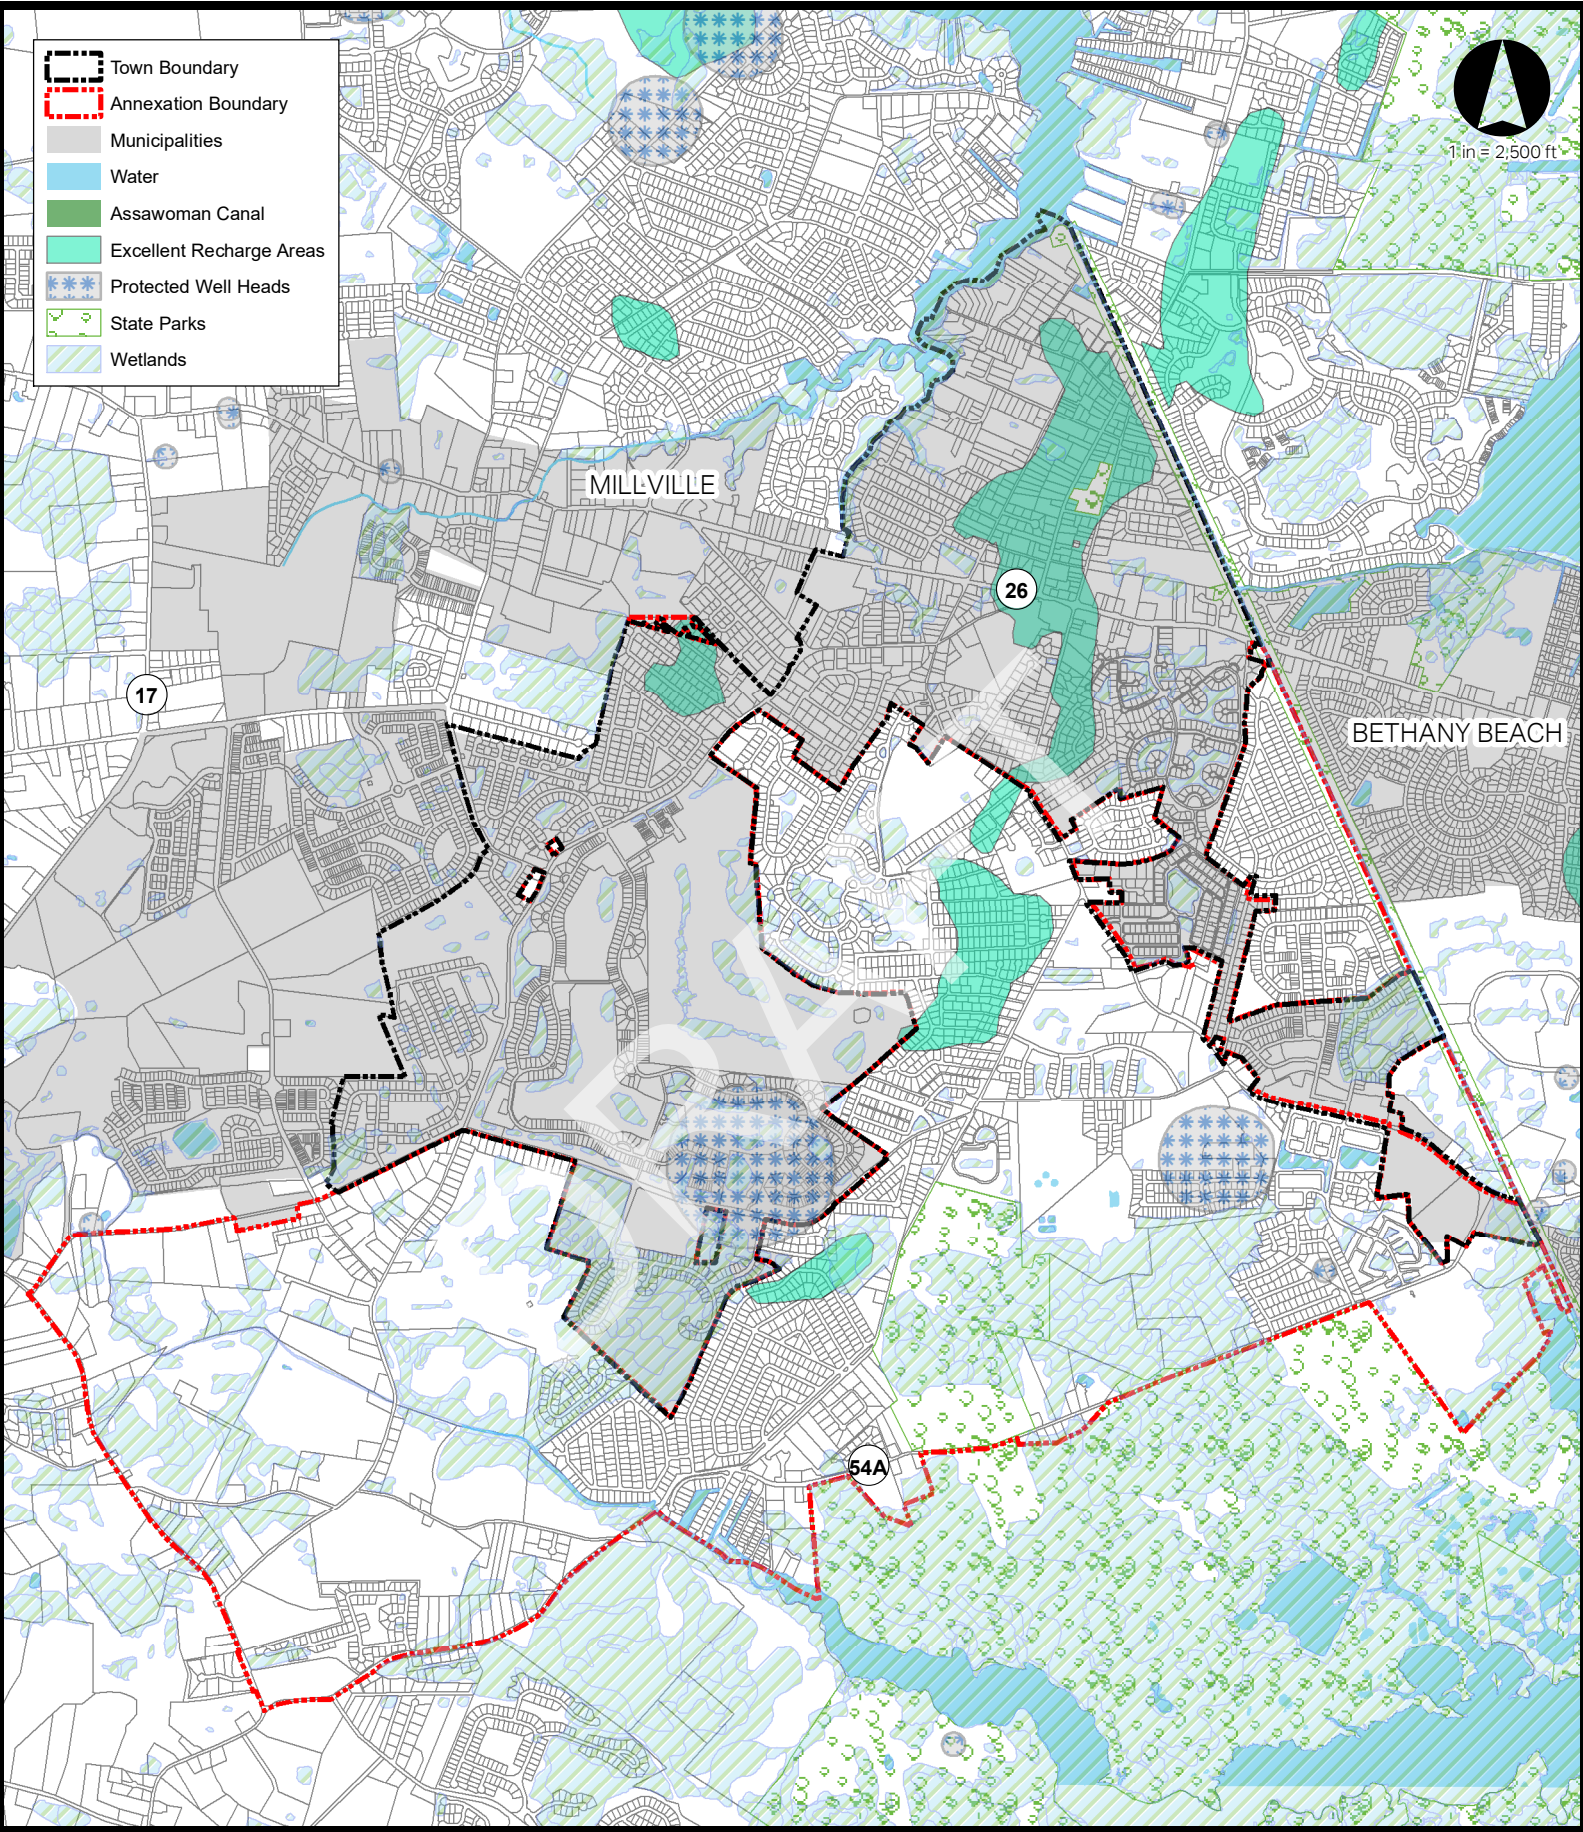 Town Boundary
Annexation Boundary
Municipalities
Water
Assawoman Canal
Excellent Recharge Areas
Protected Well Heads
State Parks
Wetlands
1 in = 2,500 ft
MILLVILLE
26
17
BETHANY BEACH
DRAFT
54A